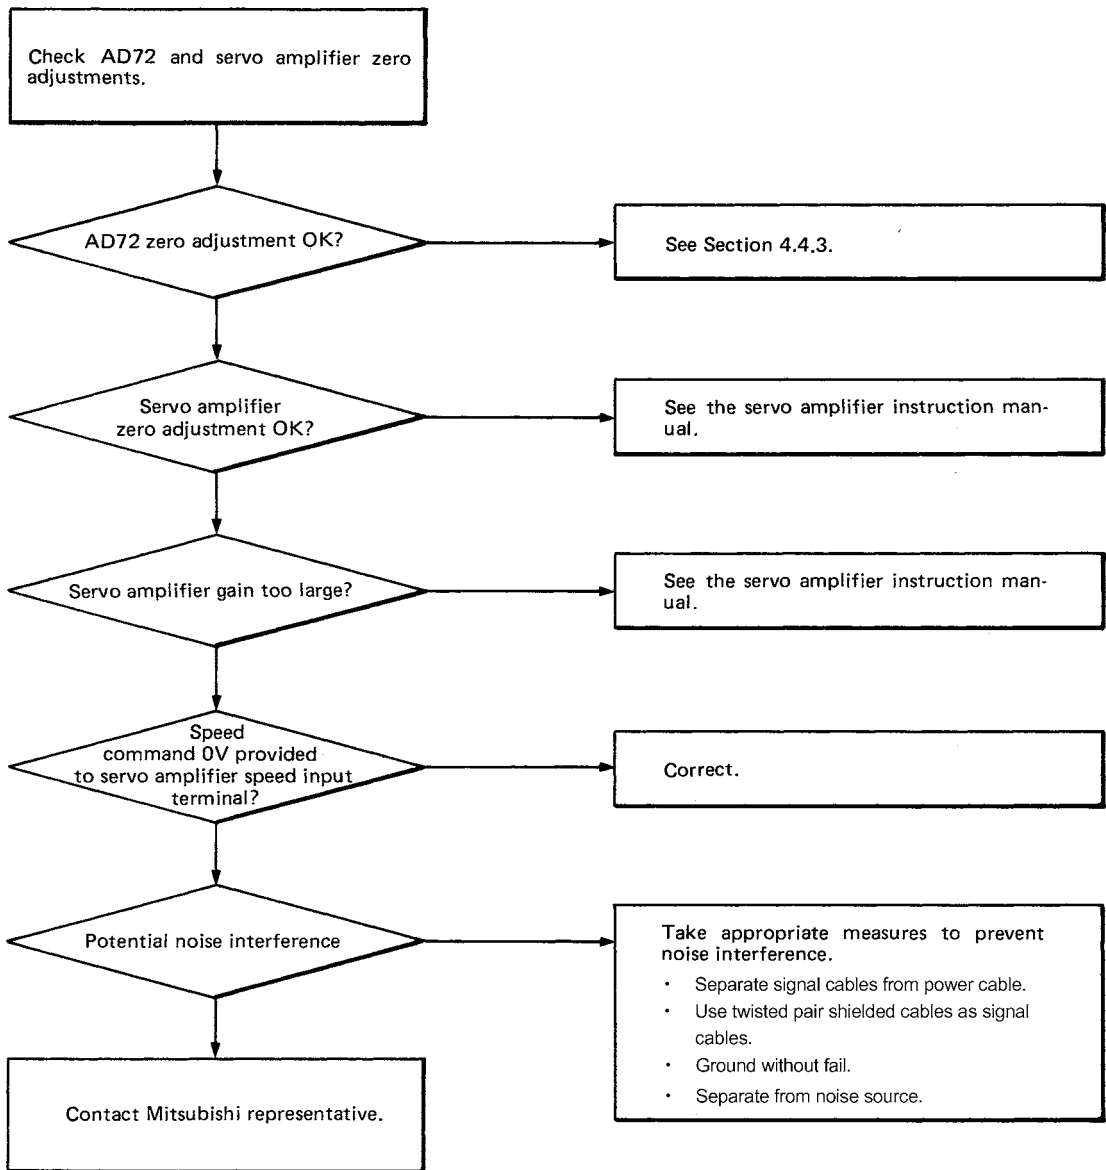 Check AD72 and servo amplifier zero
adjustments.
AD72 zero adjustment OK?
See Section 4.4.3.
Servo amplifier
zero adjustment OK?
See the servo amplifier instruction man-
ual.
Servo amplifier gain too large?
See the servo amplifier instruction man-
ual.
Speed
command 0V provided
to servo amplifier speed input
terminal?
Correct.
Potential noise interference
Take appropriate measures to prevent
noise interference.
· Separate signal cables from power cable.
· Use twisted pair shielded cables as signal
cables.
· Ground without fail.
· Separate from noise source.
Contact Mitsubishi representative.